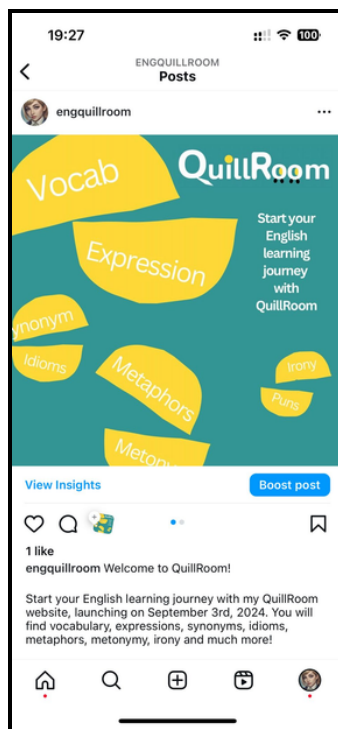 19:27
100
ENGQUILLROOM
Posts
engquillroom
Vocab
QuillRoom
Expression
Start your
English
learning
journey
with
QuillRoom
ynonym
Idioms
Metaphors
Irony
Puns
Metony
View Insights
Boost post
1 like
engquillroom Welcome to QuillRoom!
Start your English learning journey with my QuillRoom
website, launching on September 3rd, 2024. You will
find vocabulary, expressions, synonyms, idioms,
metaphors, metonymy, irony and much more!